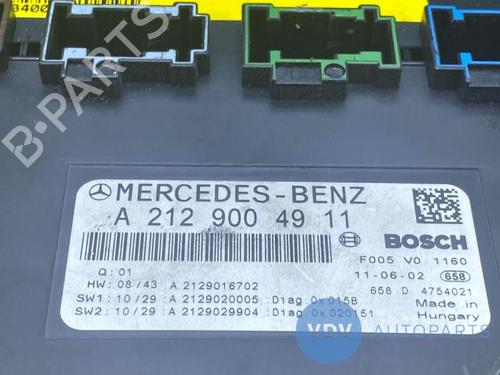 3400
B-PARTS
MERCEDES-BENZ
A 212 900 49 11
BOSCH
F005 V0 1160
Q: 01
11-06-02 658
HW: 08/43 A 2129016702
658 D 4754021
SW1: 10/29 A 2129020005 Diag.0x015B
Made in
SW2: 10/29 A 2129029904 Diag.0x020151
Hungary
VDV AUTOPARTS